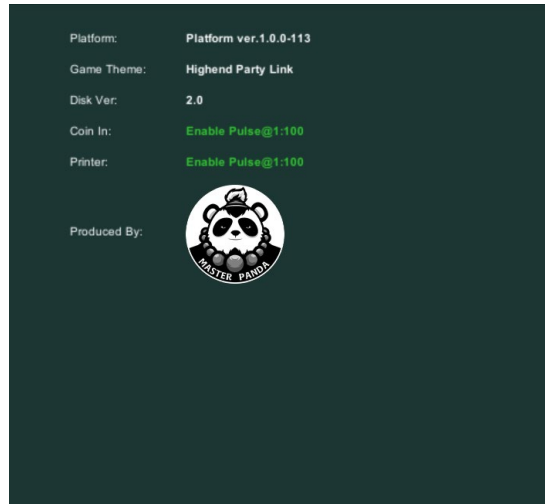 Platform: Platform ver.1.0.0-113
Game Theme: Highend Party Link
Disk Ver: 2.0
Coin In: Enable Pulse@1:100
Printer: Enable Pulse@1:100
Produced By:
MASTER PANDA